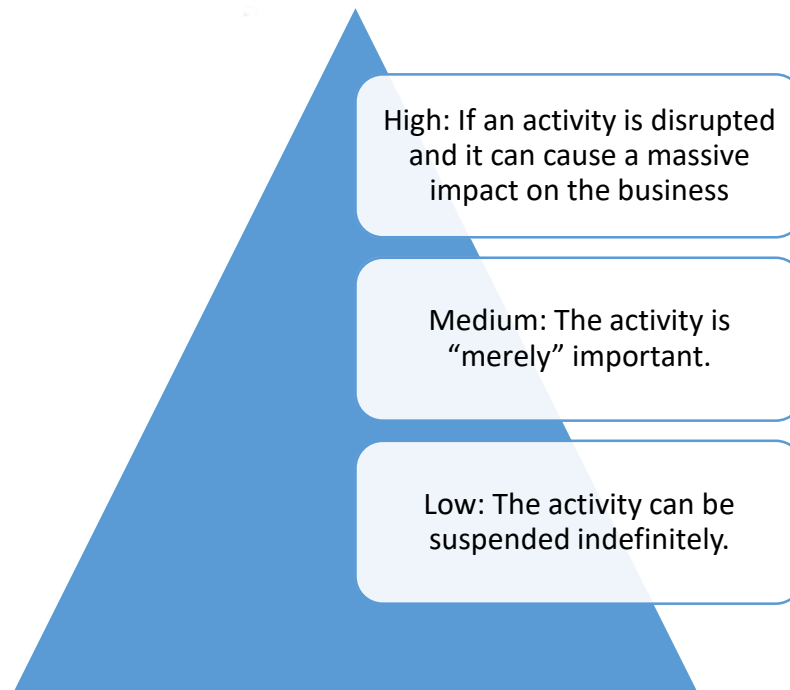 High: If an activity is disrupted
and it can cause a massive
impact on the business
Medium: The activity is
“merely” important.
Low: The activity can be
suspended indefinitely.